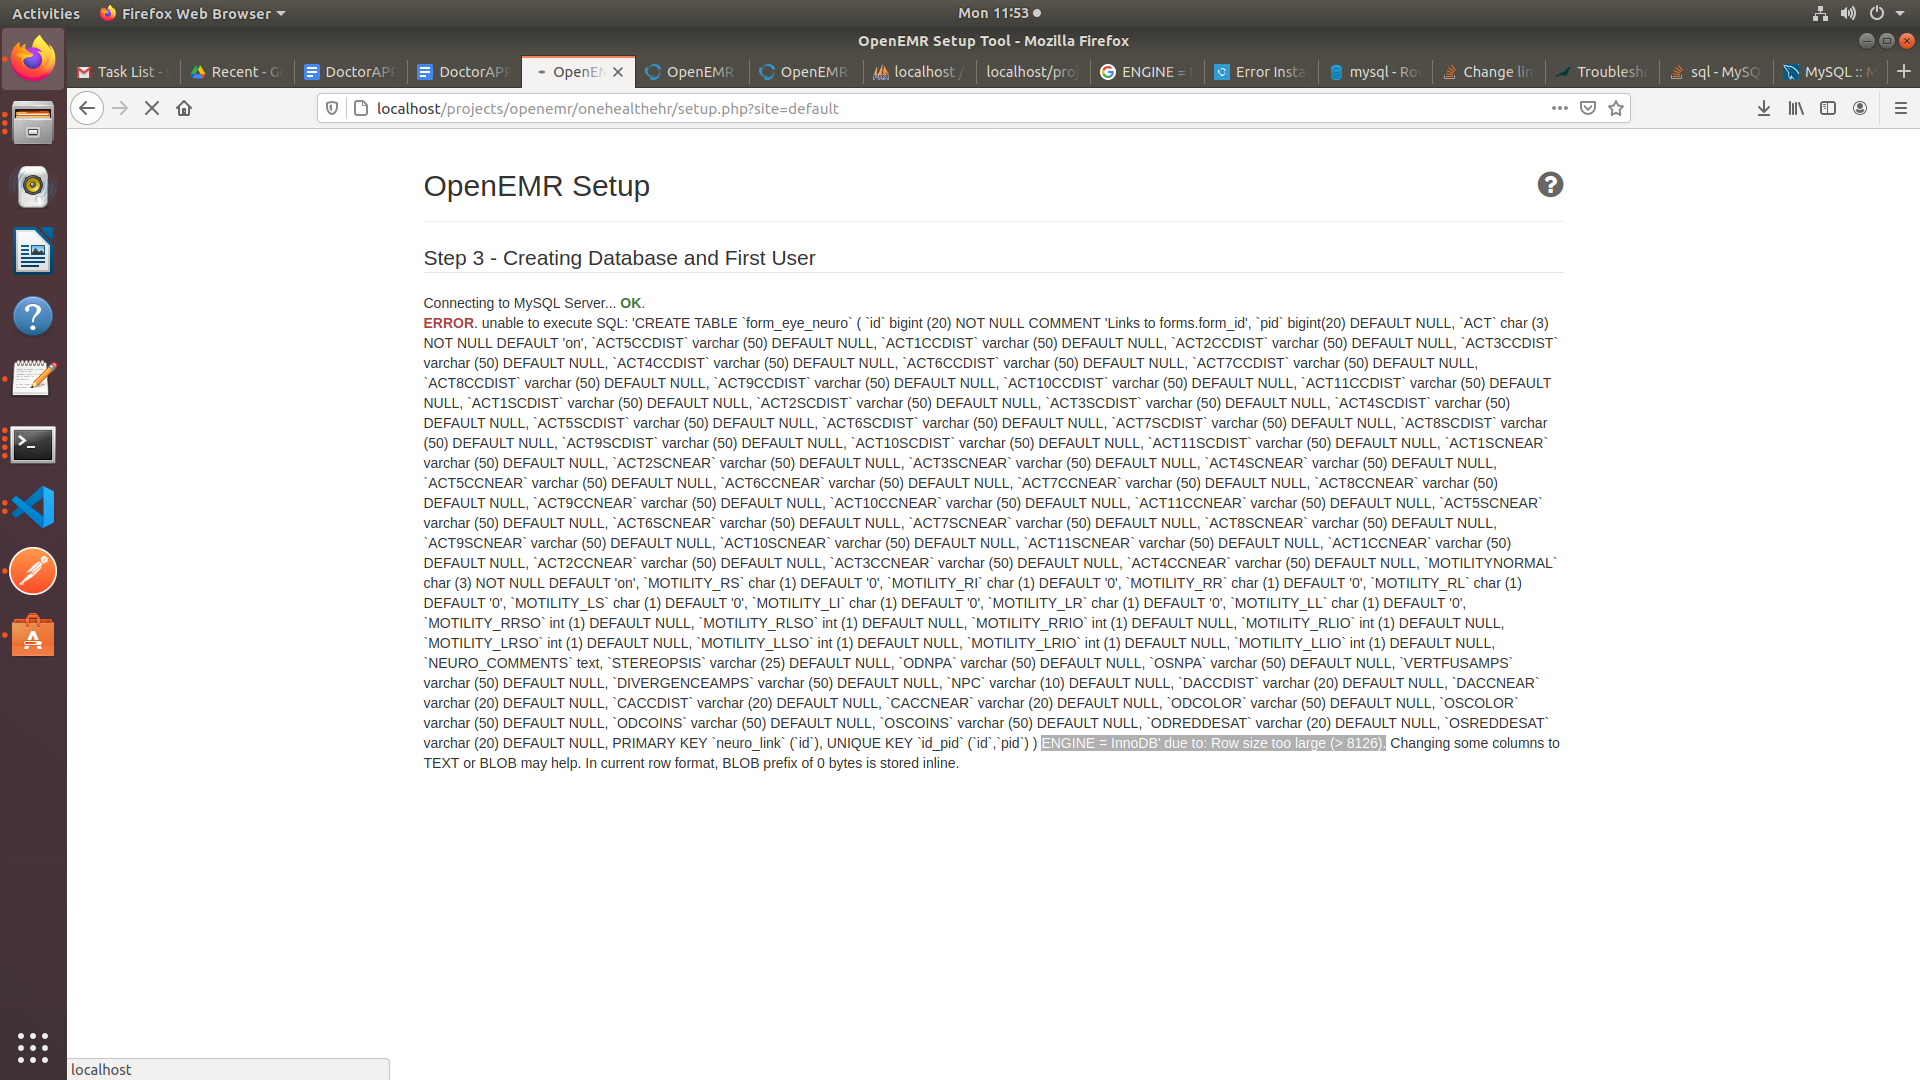 Activities
Firefox Web Browser
Mon 11:53
OpenEMR Setup Tool - Mozilla Firefox
Task List -
Recent -
DoctorAPP
DoctorAPP
OpenEM
OpenEMR
OpenEMR
localhost /
localhost/proj
ENGINE =
Error Insta
mysql - Ro
Change lim
Troublesh
sql - MySQ
MySQL ::
localhost/projects/openemr/onehealthehr/setup.php?site=default
OpenEMR Setup
Step 3 - Creating Database and First User
Connecting to MySQL Server... OK.
ERROR. unable to execute SQL: 'CREATE TABLE `form_eye_neuro` ( `id` bigint (20) NOT NULL COMMENT 'Links to forms.form_id', `pid` bigint(20) DEFAULT NULL, `ACT` char (3)
NOT NULL DEFAULT 'on', `ACT5CCDIST` varchar (50) DEFAULT NULL, `ACT1CCDIST` varchar (50) DEFAULT NULL, `ACT2CCDIST` varchar (50) DEFAULT NULL, `ACT3CCDIST`
varchar (50) DEFAULT NULL, `ACT4CCDIST` varchar (50) DEFAULT NULL, `ACT6CCDIST` varchar (50) DEFAULT NULL, `ACT7CCDIST` varchar (50) DEFAULT NULL,
`ACT8CCDIST` varchar (50) DEFAULT NULL, `ACT9CCDIST` varchar (50) DEFAULT NULL, `ACT10CCDIST` varchar (50) DEFAULT NULL, `ACT11CCDIST` varchar (50) DEFAULT
NULL, `ACT1SCDIST` varchar (50) DEFAULT NULL, `ACT2SCDIST` varchar (50) DEFAULT NULL, `ACT3SCDIST` varchar (50) DEFAULT NULL, `ACT4SCDIST` varchar (50)
DEFAULT NULL, `ACT5SCDIST` varchar (50) DEFAULT NULL, `ACT6SCDIST` varchar (50) DEFAULT NULL, `ACT7SCDIST` varchar (50) DEFAULT NULL, `ACT8SCDIST` varchar
(50) DEFAULT NULL, `ACT9SCDIST` varchar (50) DEFAULT NULL, `ACT10SCDIST` varchar (50) DEFAULT NULL, `ACT11SCDIST` varchar (50) DEFAULT NULL, `ACT1SCNEAR`
varchar (50) DEFAULT NULL, `ACT2SCNEAR` varchar (50) DEFAULT NULL, `ACT3SCNEAR` varchar (50) DEFAULT NULL, `ACT4SCNEAR` varchar (50) DEFAULT NULL,
`ACT5CCNEAR` varchar (50) DEFAULT NULL, `ACT6CCNEAR` varchar (50) DEFAULT NULL, `ACT7CCNEAR` varchar (50) DEFAULT NULL, `ACT8CCNEAR` varchar (50)
DEFAULT NULL, `ACT9CCNEAR` varchar (50) DEFAULT NULL, `ACT10CCNEAR` varchar (50) DEFAULT NULL, `ACT11CCNEAR` varchar (50) DEFAULT NULL, `ACT5SCNEAR`
varchar (50) DEFAULT NULL, `ACT6SCNEAR` varchar (50) DEFAULT NULL, `ACT7SCNEAR` varchar (50) DEFAULT NULL, `ACT8SCNEAR` varchar (50) DEFAULT NULL,
`ACT9SCNEAR` varchar (50) DEFAULT NULL, `ACT10SCNEAR` varchar (50) DEFAULT NULL, `ACT11SCNEAR` varchar (50) DEFAULT NULL, `ACT1CCNEAR` varchar (50)
DEFAULT NULL, `ACT2CCNEAR` varchar (50) DEFAULT NULL, `ACT3CCNEAR` varchar (50) DEFAULT NULL, `ACT4CCNEAR` varchar (50) DEFAULT NULL, `MOTILITYNORMAL`
char (3) NOT NULL DEFAULT 'on', `MOTILITY_RS` char (1) DEFAULT '0', `MOTILITY_RI` char (1) DEFAULT '0', `MOTILITY_RR` char (1) DEFAULT '0', `MOTILITY_RL` char (1)
DEFAULT '0', `MOTILITY_LS` char (1) DEFAULT '0', `MOTILITY_LI` char (1) DEFAULT '0', `MOTILITY_LR` char (1) DEFAULT '0', `MOTILITY_LL` char (1) DEFAULT '0',
`MOTILITY_RRSO` int (1) DEFAULT NULL, `MOTILITY_RLSO` int (1) DEFAULT NULL, `MOTILITY_RRIO` int (1) DEFAULT NULL, `MOTILITY_RLIO` int (1) DEFAULT NULL,
`MOTILITY_LRSO` int (1) DEFAULT NULL, `MOTILITY_LLSO` int (1) DEFAULT NULL, `MOTILITY_LRIO` int (1) DEFAULT NULL, `MOTILITY_LLIO` int (1) DEFAULT NULL,
`NEURO_COMMENTS` text, `STEREOPSIS` varchar (25) DEFAULT NULL, `ODNPA` varchar (50) DEFAULT NULL, `OSNPA` varchar (50) DEFAULT NULL, `VERTFUSAMPS`
varchar (50) DEFAULT NULL, `DIVERGENCEAMPS` varchar (50) DEFAULT NULL, `NPC` varchar (10) DEFAULT NULL, `DACCDIST` varchar (20) DEFAULT NULL, `DACCNEAR`
varchar (20) DEFAULT NULL, `CACCDIST` varchar (20) DEFAULT NULL, `CACCNEAR` varchar (20) DEFAULT NULL, `ODCOLOR` varchar (50) DEFAULT NULL, `OSCOLOR`
varchar (50) DEFAULT NULL, `ODCOINS` varchar (50) DEFAULT NULL, `OSCOINS` varchar (50) DEFAULT NULL, `ODREDDESAT` varchar (20) DEFAULT NULL, `OSREDDESAT`
varchar (20) DEFAULT NULL, PRIMARY KEY `neuro_link` (`id`), UNIQUE KEY `id_pid` (`id`,`pid`) ) ENGINE = InnoDB' due to: Row size too large (> 8126). Changing some columns to
TEXT or BLOB may help. In current row format, BLOB prefix of 0 bytes is stored inline.
localhost